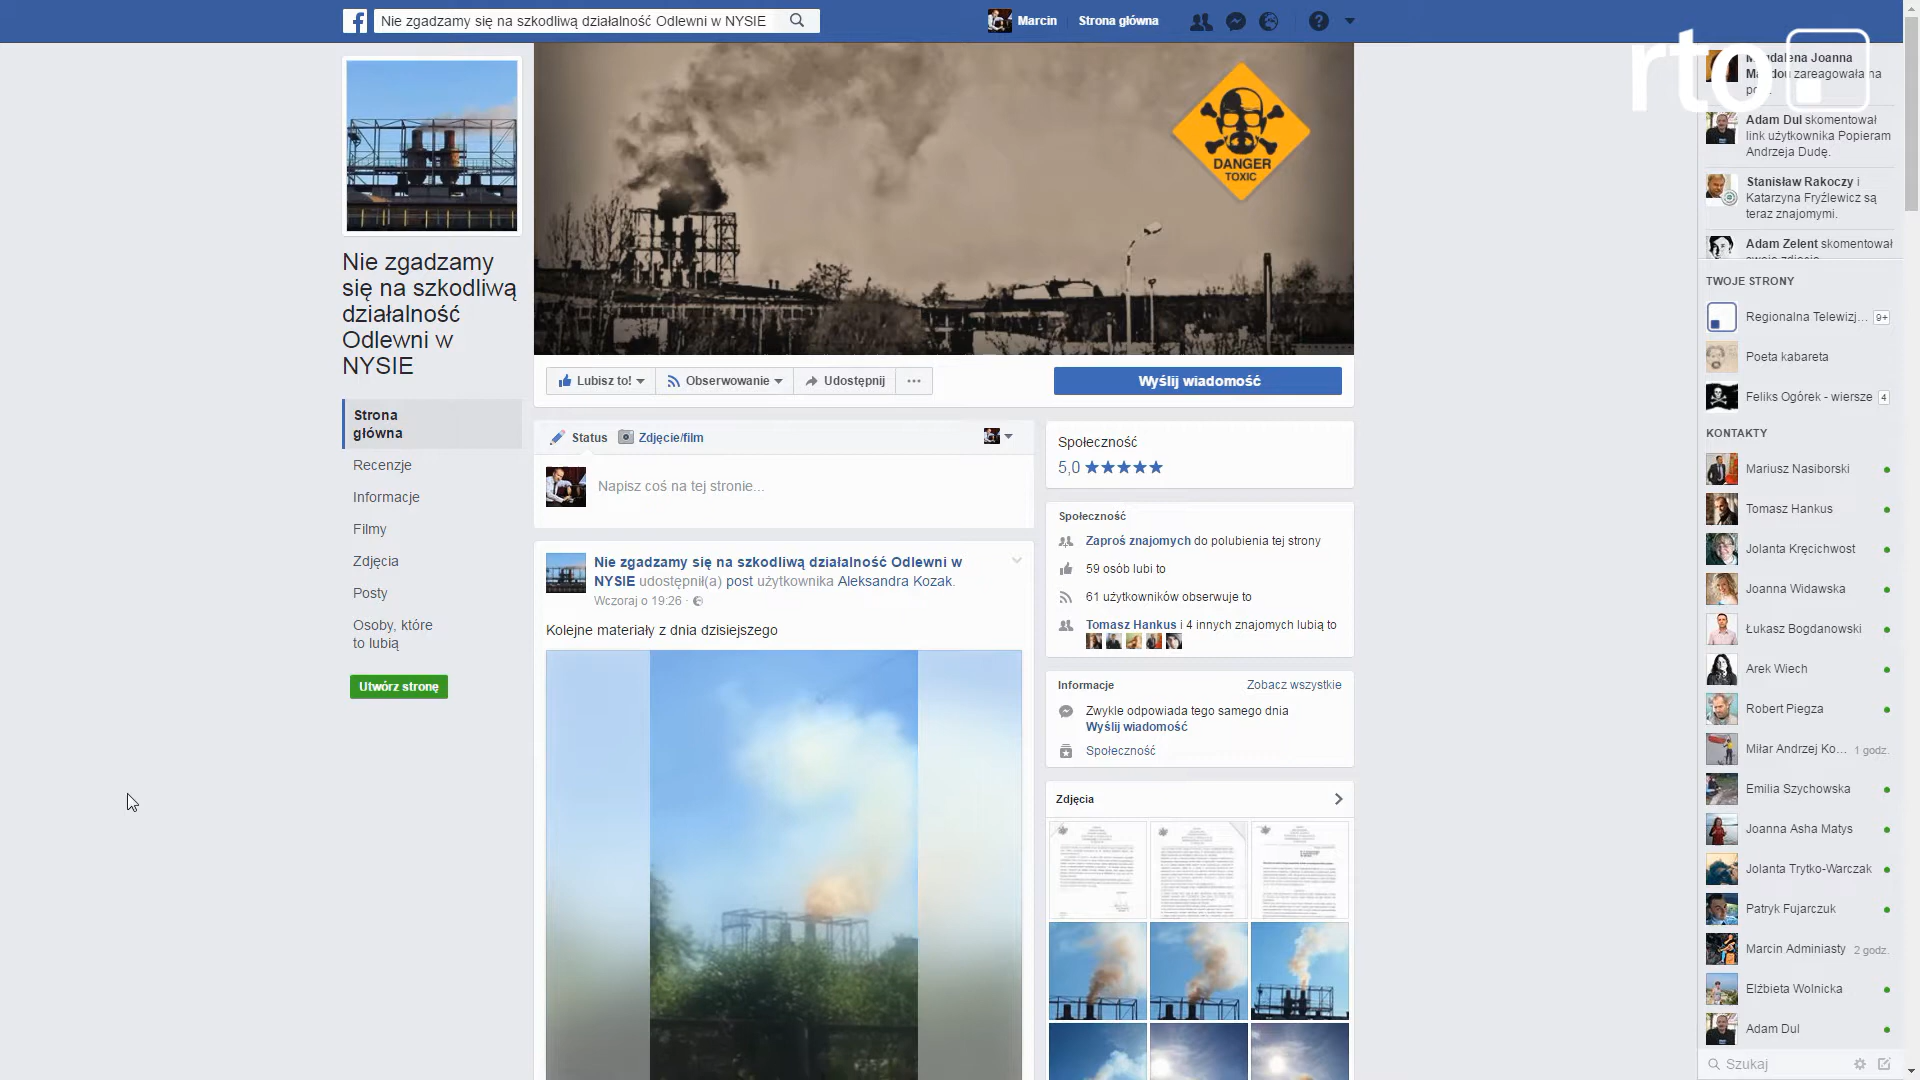 Nie zgadzamy się na szkodliwą działalność Odlewni w NYSIE
Marcin
Strona główna
rto
DANGER
TOXIC
Nie zgadzamy
się na szkodliwą
działalność
Odlewni w
NYSIE
Strona
główna
Recenzje
Informacje
Filmy
Zdjęcia
Posty
Osoby, które
to lubią
Utwórz stronę
Lubisz to!
Obserwowanie
Udostępnij
Wyślij wiadomość
Status
Zdjęcie/film
Napisz coś na tej stronie...
Nie zgadzamy się na szkodliwą działalność Odlewni w
NYSIE udostępnił(a) post użytkownika Aleksandra Kozak.
Wczoraj o 19:26
Kolejne materiały z dnia dzisiejszego
Społeczność
5,0
Społeczność
Zaproś znajomych do polubienia tej strony
59 osób lubi to
61 użytkowników obserwuje to
Tomasz Hankus i 4 innych znajomych lubią to
Informacje
Zobacz wszystkie
Zwykle odpowiada tego samego dnia
Wyślij wiadomość
Społeczność
Zdjęcia
Joanna
zareagowała na
Adam Dul skomentował
link użytkownika Popieram
Andrzeja Dudę.
Stanisław Rakoczy i
Katarzyna Fryźlewicz są
teraz znajomymi.
Adam Zelent skomentował
TWOJE STRONY
Regionalna Telewizj... 9+
Poeta kabareta
Feliks Ogórek - wiersze 4
KONTAKTY
Mariusz Nasiborski
Tomasz Hankus
Jolanta Kręcichwost
Joanna Widawska
Łukasz Bogdanowski
Arek Wiech
Robert Piegza
Miłar Andrzej Ko... 1 godz.
Emilia Szychowska
Joanna Asha Matys
Jolanta Trytko-Warczak
Patryk Fujarczuk
Marcin Adminiasty 2 godz.
Elżbieta Wolnicka
Adam Dul
Szukaj